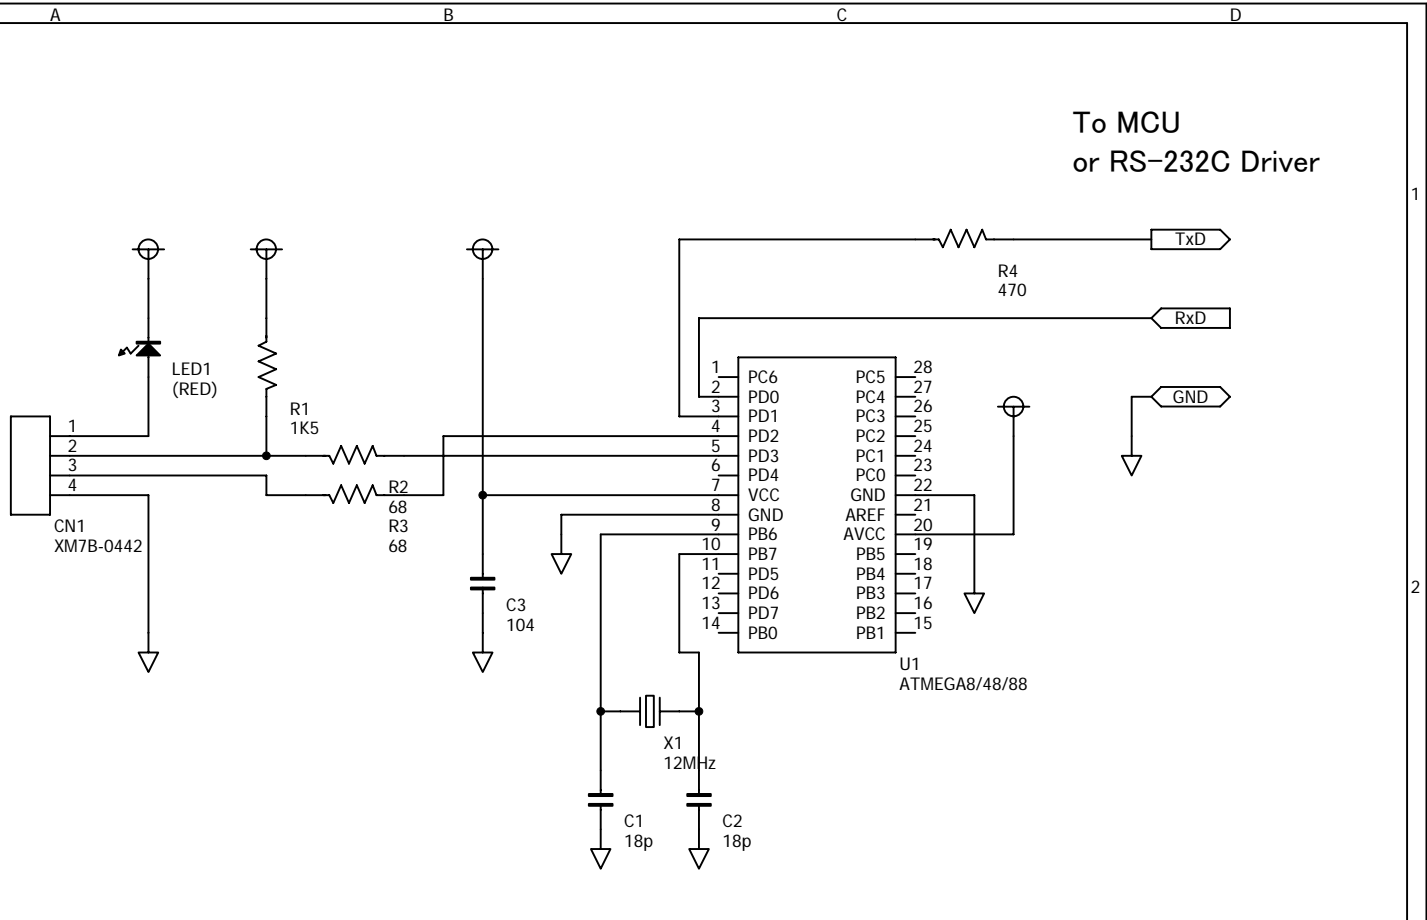 A B C D
To MCU
or RS-232C Driver
1
TxD
R4
470
RxD
LED1
(RED)
GND
R1
1K5
1
2
3
4
CN1
XM7B-0442
R2
68
R3
68
C3
104
1 PC6 PC5 28
2 PD0 PC4 27
3 PD1 PC3 26
4 PD2 PC2 25
5 PD3 PC1 24
6 PD4 PC0 23
7 VCC GND 22
8 GND AREF 21
9 PB6 AVCC 20
10 PB7 PB5 19
11 PD5 PB4 18
12 PD6 PB3 17
13 PD7 PB2 16
14 PB0 PB1 15
2
U1
ATMEGA8/48/88
X1
12MHz
C1
18p
C2
18p